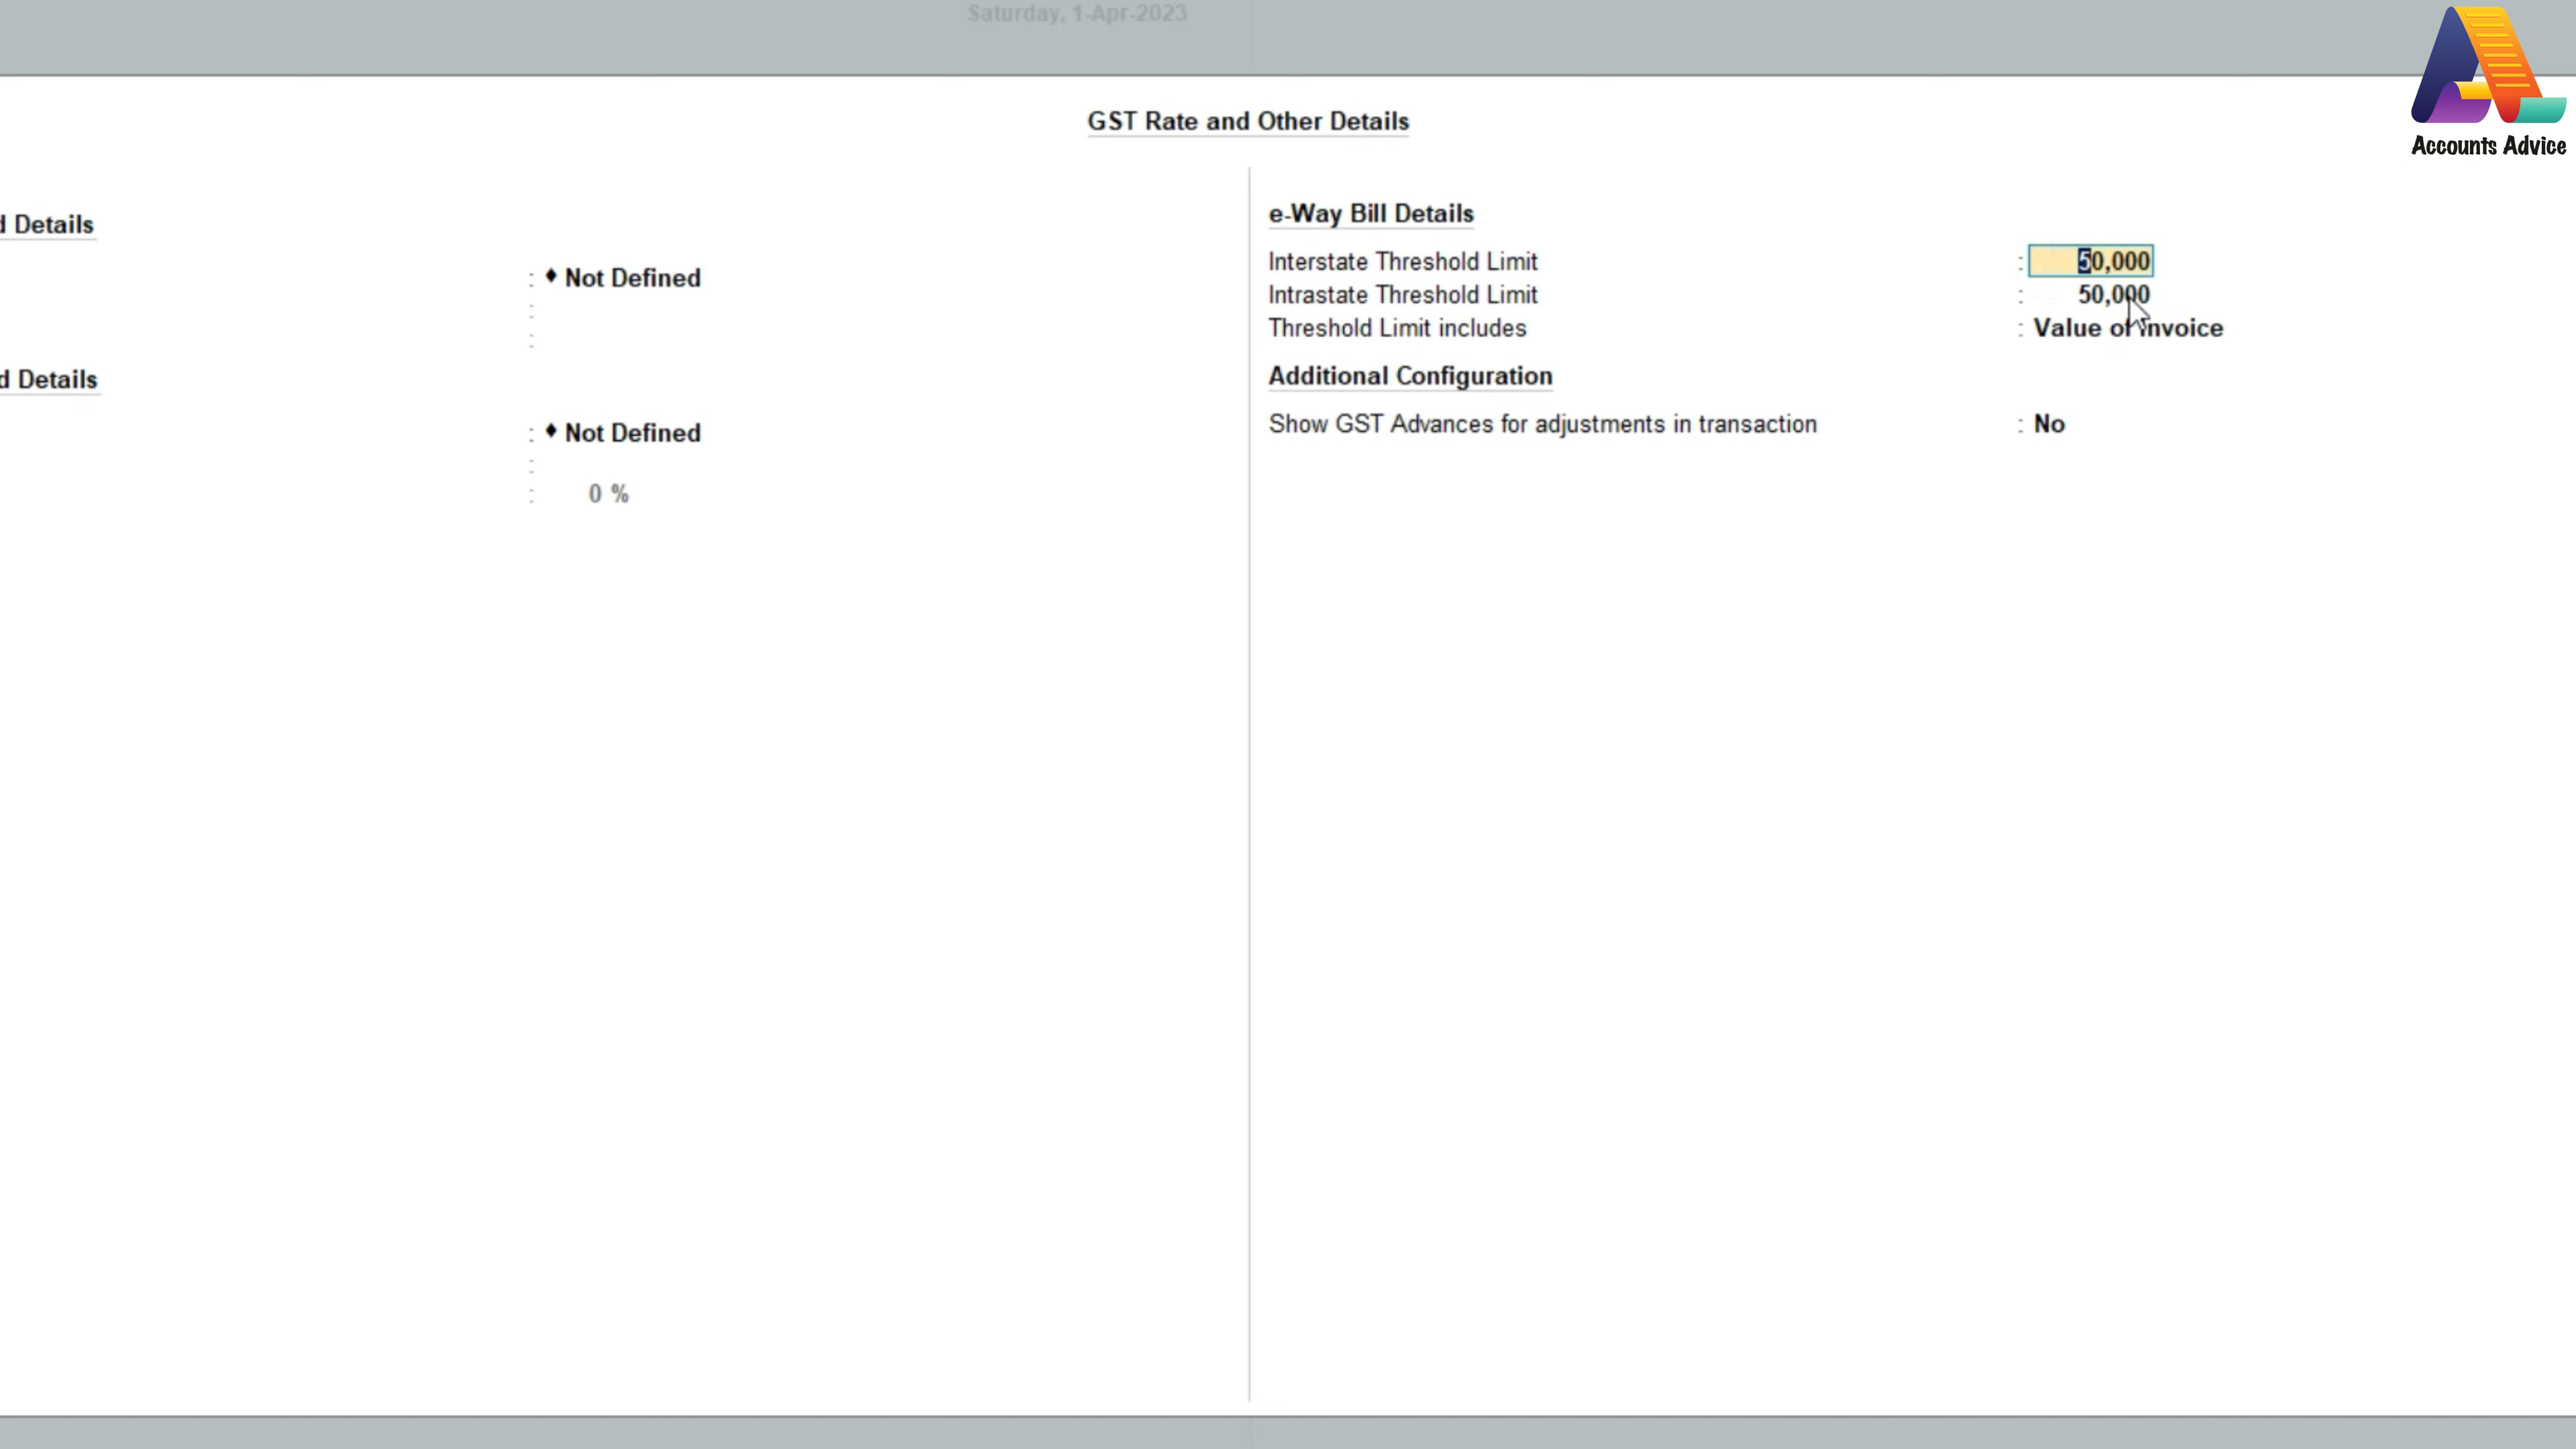 Saturday, 1-Apr-2023
Accounts Advice
GST Rate and Other Details
d Details
: ♦ Not Defined
:
:
d Details
: ♦ Not Defined
:
: 0 %
e-Way Bill Details
Interstate Threshold Limit : 50,000
Intrastate Threshold Limit : 50,000
Threshold Limit includes : Value of Invoice
Additional Configuration
Show GST Advances for adjustments in transaction : No